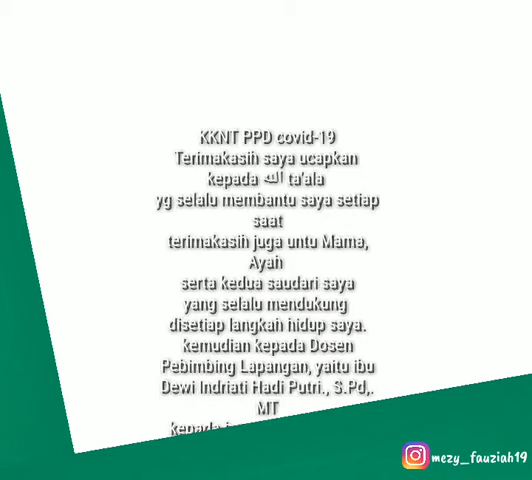 KKNT PPD covid-19
Terimakasih saya ucapkan
kepada الله ta'ala
yg selalu membantu saya setiap
saat
terimakasih juga untu Mama,
Ayah
serta kedua saudari saya
yang selalu mendukung
disetiap langkah hidup saya.
kemudian kepada Dosen
Pebimbing Lapangan, yaitu ibu
Dewi Indriati Hadi Putri., S.Pd,.
MT
kepada
mezy_fauziah19